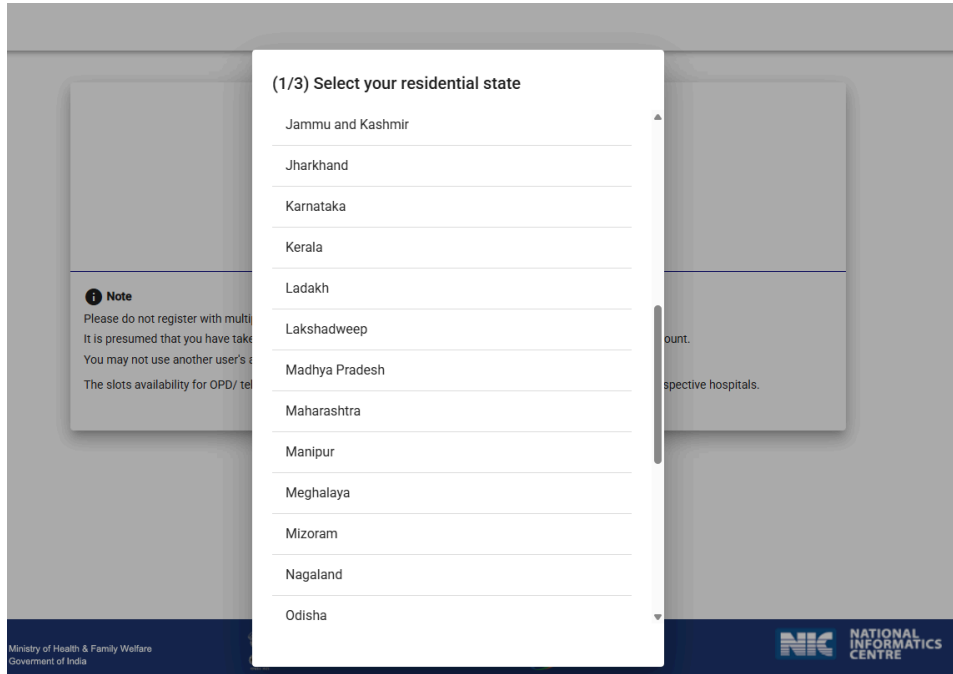 (1/3) Select your residential state
Jammu and Kashmir
Jharkhand
Karnataka
Kerala
Ladakh
Lakshadweep
Madhya Pradesh
Maharashtra
Manipur
Meghalaya
Mizoram
Nagaland
Odisha
Note
Please do not register with
It is presumed that you have
ount.
You may not use another user's
The slots availability for OPD/
spective hospitals.
Ministry of Health & Family Welfare
Goverment of India
NIC
NATIONAL
INFORMATICS
CENTRE